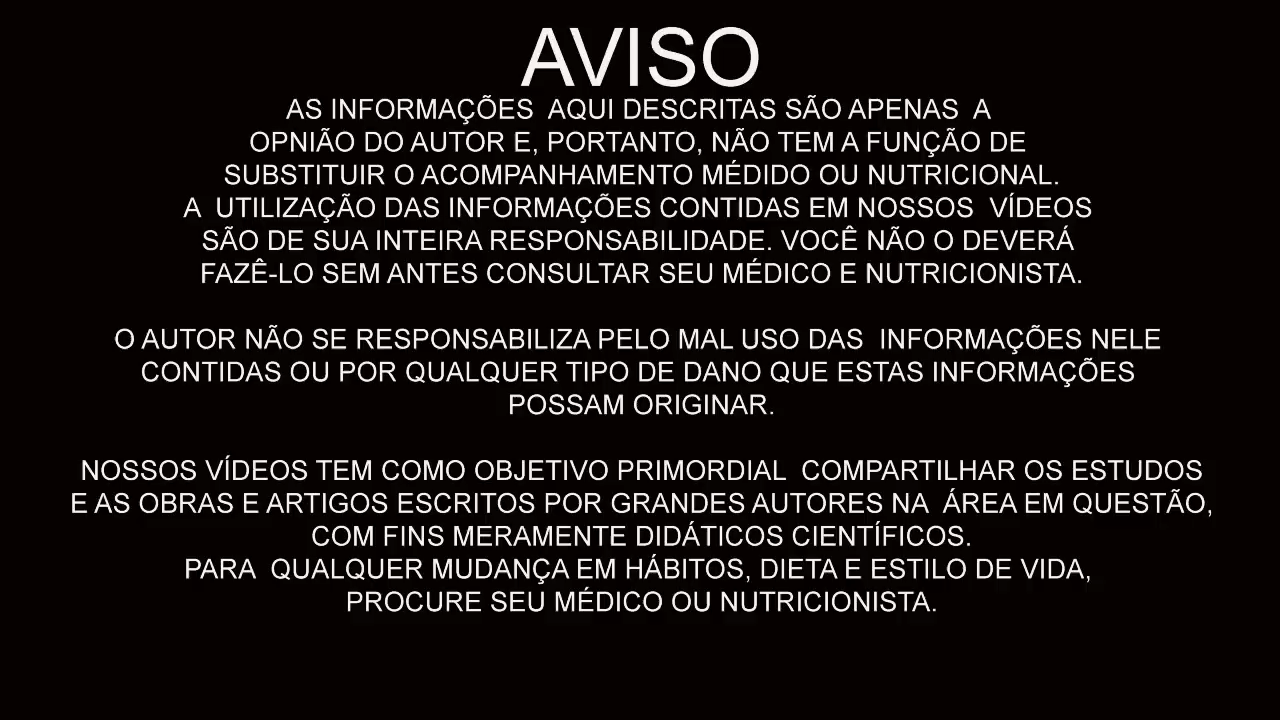 AVISO
AS INFORMAÇÕES AQUI DESCRITAS SÃO APENAS A
OPNIÃO DO AUTOR E, PORTANTO, NÃO TEM A FUNÇÃO DE
SUBSTITUIR O ACOMPANHAMENTO MÉDIDO OU NUTRICIONAL.
A UTILIZAÇÃO DAS INFORMAÇÕES CONTIDAS EM NOSSOS VÍDEOS
SÃO DE SUA INTEIRA RESPONSABILIDADE. VOCÊ NÃO O DEVERÁ
FAZÊ-LO SEM ANTES CONSULTAR SEU MÉDICO E NUTRICIONISTA.
O AUTOR NÃO SE RESPONSABILIZA PELO MAL USO DAS INFORMAÇÕES NELE
CONTIDAS OU POR QUALQUER TIPO DE DANO QUE ESTAS INFORMAÇÕES
POSSAM ORIGINAR.
NOSSOS VÍDEOS TEM COMO OBJETIVO PRIMORDIAL COMPARTILHAR OS ESTUDOS
E AS OBRAS E ARTIGOS ESCRITOS POR GRANDES AUTORES NA ÁREA EM QUESTÃO,
COM FINS MERAMENTE DIDÁTICOS CIENTÍFICOS.
PARA QUALQUER MUDANÇA EM HÁBITOS, DIETA E ESTILO DE VIDA,
PROCURE SEU MÉDICO OU NUTRICIONISTA.